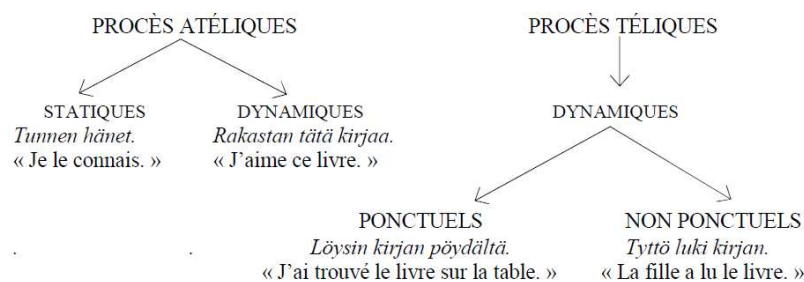 PROCÈS ATÉLIQUES
PROCÈS TÉLIQUES
STATIQUES
Tunnen hänet.
« Je le connais. »
DYNAMIQUES
Rakastan tätä kirjaa.
« J'aime ce livre. »
DYNAMIQUES
PONCTUELS
Löysin kirjan pöydältä.
« J'ai trouvé le livre sur la table. »
NON PONCTUELS
Tyttö luki kirjan.
« La fille a lu le livre. »